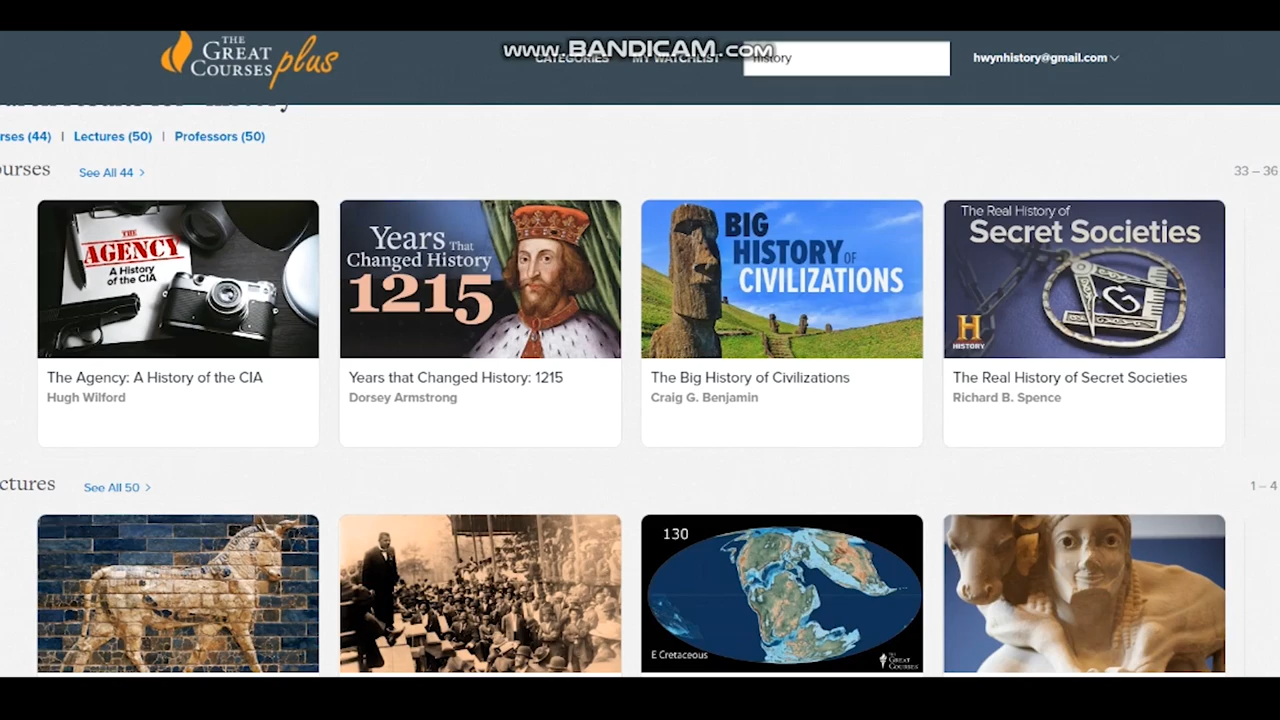 www.BANDICAM.com
THE
GREAT
COURSES plus
CATEGORIES MY WATCHLIST history hwynhistory@gmail.com
rses (44) | Lectures (50) | Professors (50)
ourses See All 44 > 33 – 36
THE
AGENCY
A History
of the CIA
Years That
Changed History
1215
BIG
HISTORY OF
CIVILIZATIONS
The Real History of
Secret Societies
G
H
HISTORY
The Agency: A History of the CIA
Hugh Wilford
Years that Changed History: 1215
Dorsey Armstrong
The Big History of Civilizations
Craig G. Benjamin
The Real History of Secret Societies
Richard B. Spence
ctures See All 50 > 1 – 4
130
E Cretaceous
THE
GREAT
COURSES